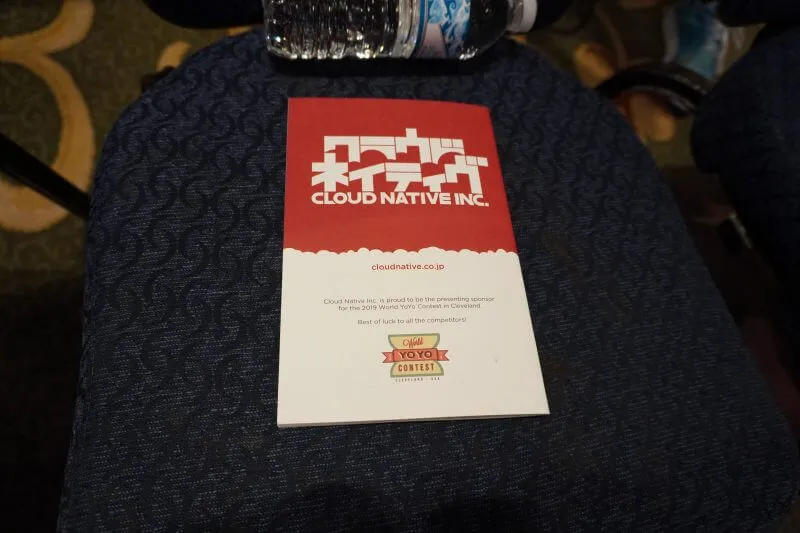 クラウド
ネイティヴ
CLOUD NATIVE INC.
cloudnative.co.jp
Cloud Native Inc. is proud to be the presenting sponsor
for the 2019 World YoYo Contest in Cleveland.
Best of luck to all the competitors!
World
YOYO
CONTEST
CLEVELAND · USA